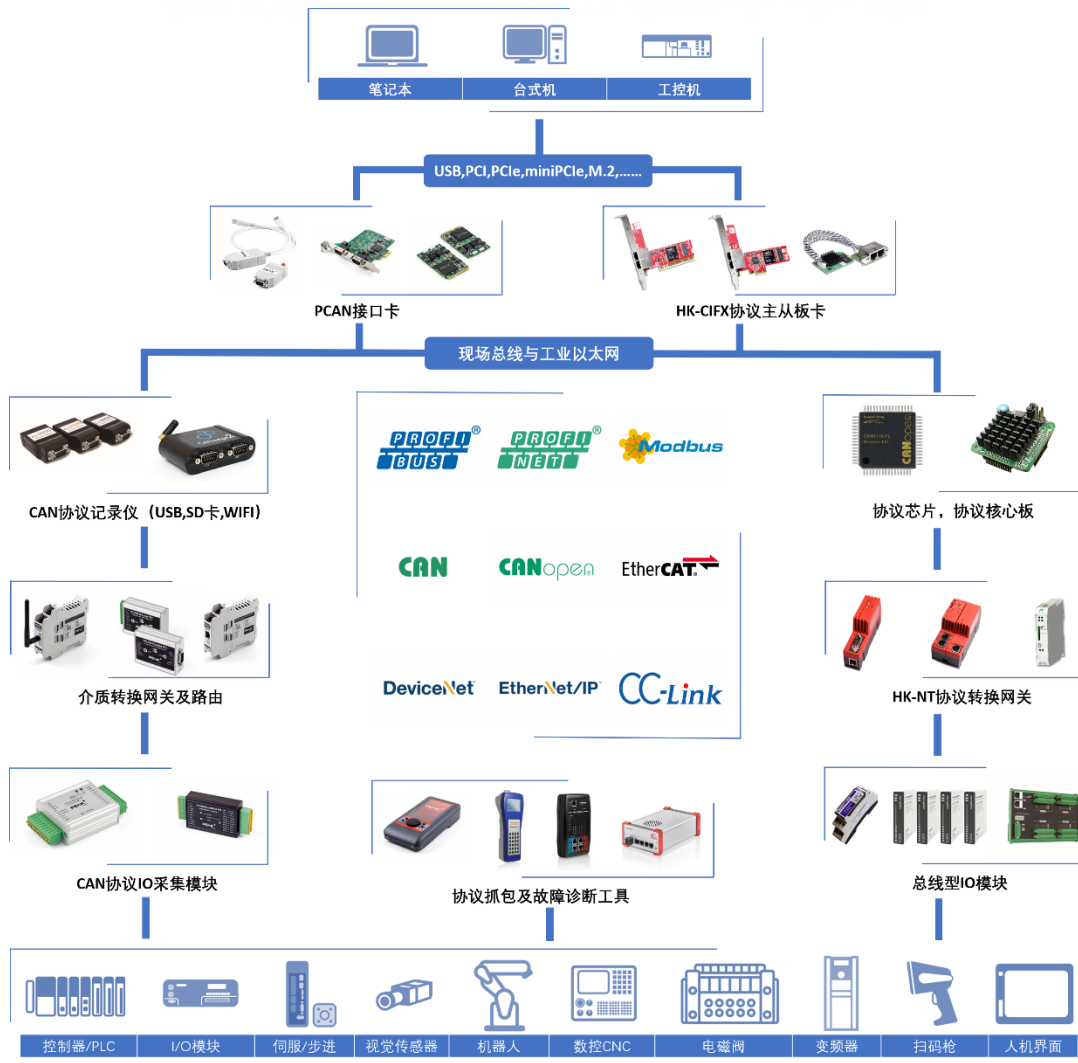 笔记本
台式机
工控机
USB,PCI,PCIe,miniPCIe,M.2,……
PCAN接口卡
HK-CIFX协议主从板卡
现场总线与工业以太网
PROFI
BUS
®
PROFI
NET
®
Modbus
CAN协议记录仪（USB,SD卡,WIFI）
CANopen
协议芯片，协议核心板
CAN
CANopen
EtherCAT
介质转换网关及路由
DeviceNet™
EtherNet/IP™
CC-Link
HK-NT协议转换网关
CAN协议IO采集模块
协议抓包及故障诊断工具
总线型IO模块
控制器/PLC
I/O模块
伺服/步进
视觉传感器
机器人
数控CNC
电磁阀
变频器
扫码枪
人机界面